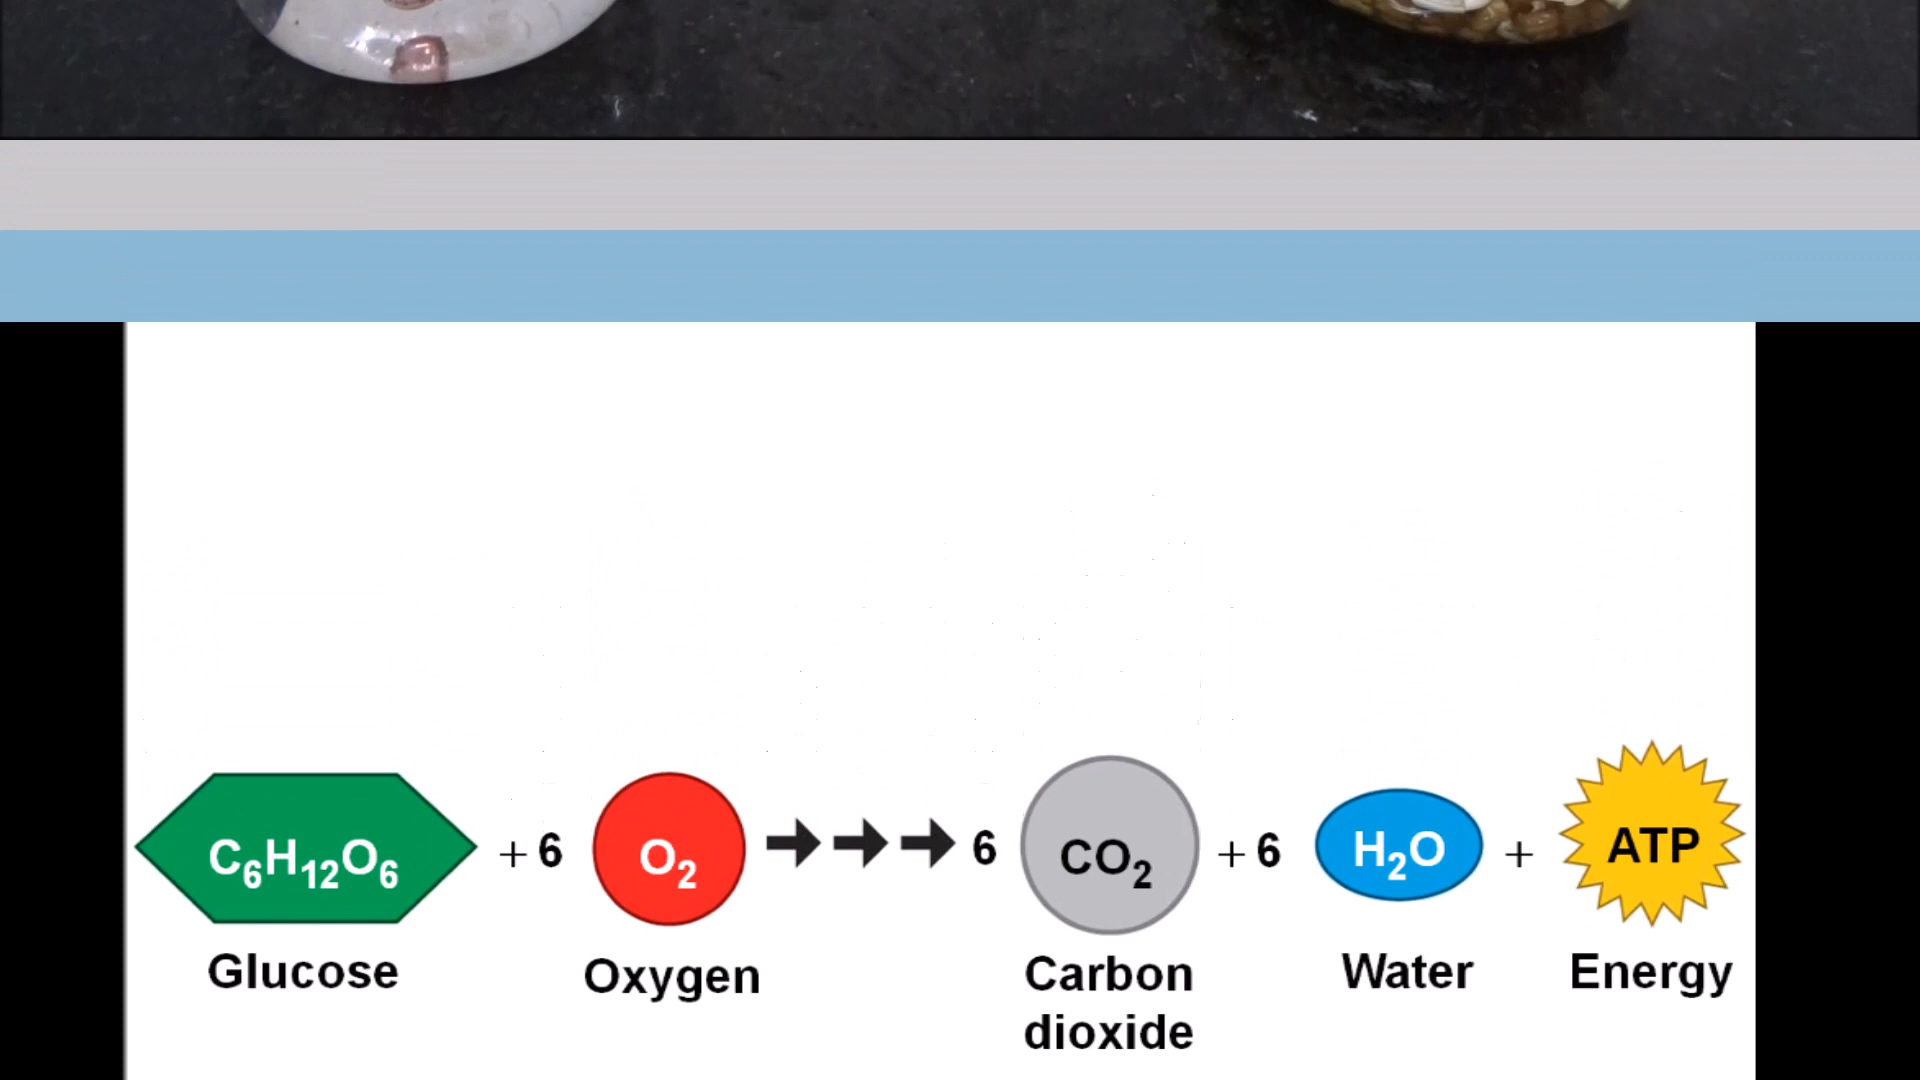 C₆H₁₂O₆ + 6 O₂ → → → 6 CO₂ + 6 H₂O + ATP
Glucose Oxygen Carbon dioxide Water Energy